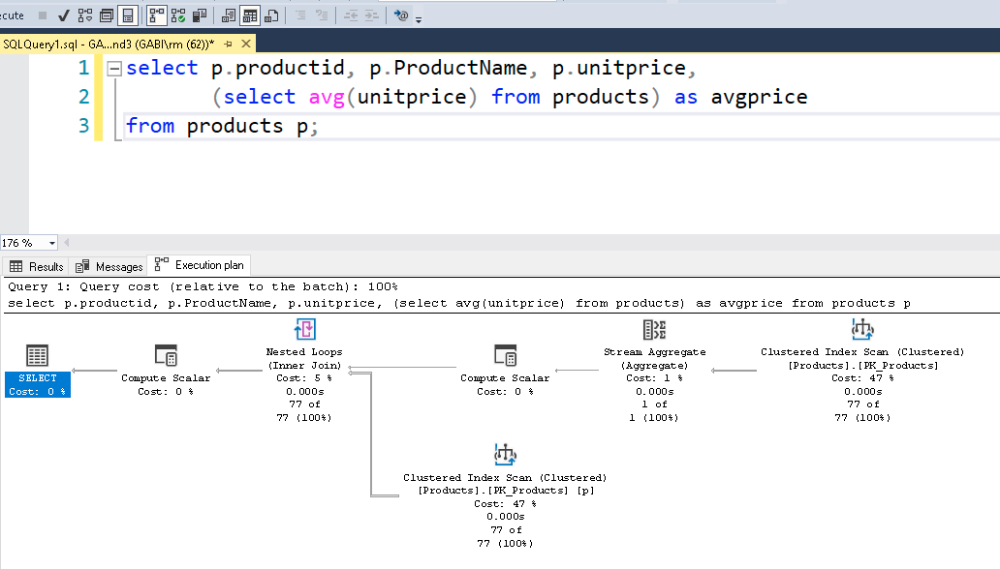 ecute
SQLQuery1.sql - GA...nd3 (GABI\rm (62))*
1 select p.productid, p.ProductName, p.unitprice,
2 (select avg(unitprice) from products) as avgprice
3 from products p;
176 %
Results Messages Execution plan
Query 1: Query cost (relative to the batch): 100%
select p.productid, p.ProductName, p.unitprice, (select avg(unitprice) from products) as avgprice from products p
SELECT
Cost: 0 %
Compute Scalar
Cost: 0 %
Nested Loops
(Inner Join)
Cost: 5 %
0.000s
77 of
77 (100%)
Compute Scalar
Cost: 0 %
Stream Aggregate
(Aggregate)
Cost: 1 %
0.000s
1 of
1 (100%)
Clustered Index Scan (Clustered)
[Products].[PK_Products]
Cost: 47 %
0.000s
77 of
77 (100%)
Clustered Index Scan (Clustered)
[Products].[PK_Products] [p]
Cost: 47 %
0.000s
77 of
77 (100%)